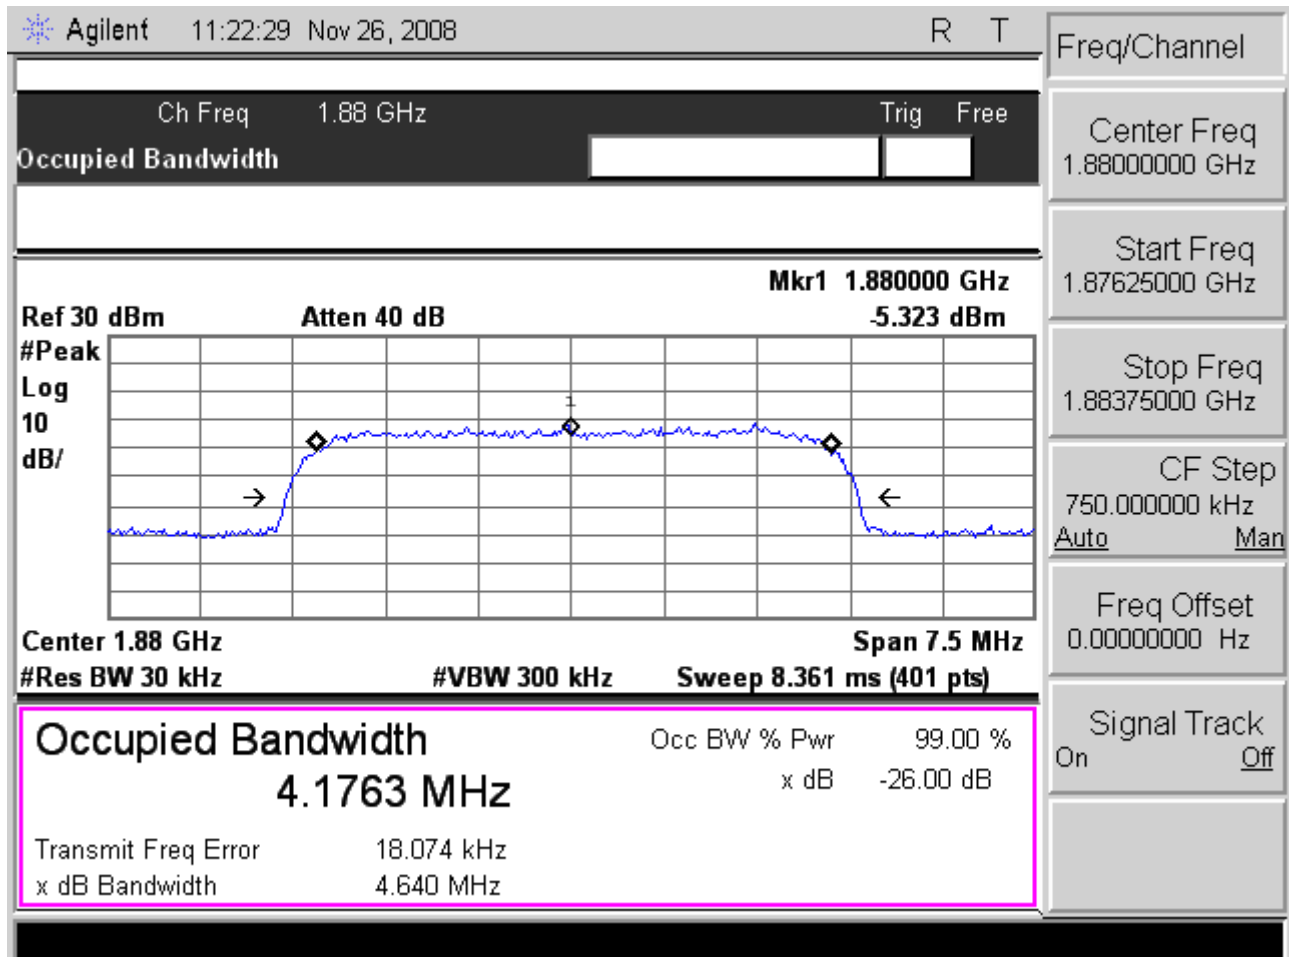 Agilent 11:22:29 Nov 26, 2008 R T
Freq/Channel
Ch Freq 1.88 GHz Trig Free
Occupied Bandwidth
Center Freq
1.88000000 GHz
Start Freq
1.87625000 GHz
Stop Freq
1.88375000 GHz
CF Step
750.000000 kHz
Auto Man
Freq Offset
0.00000000 Hz
Signal Track
On Off
Mkr1 1.880000 GHz
Ref 30 dBm Atten 40 dB -5.323 dBm
#Peak
Log
10
dB/
1
Center 1.88 GHz Span 7.5 MHz
#Res BW 30 kHz #VBW 300 kHz Sweep 8.361 ms (401 pts)
Occupied Bandwidth Occ BW % Pwr 99.00 %
4.1763 MHz x dB -26.00 dB
Transmit Freq Error 18.074 kHz
x dB Bandwidth 4.640 MHz